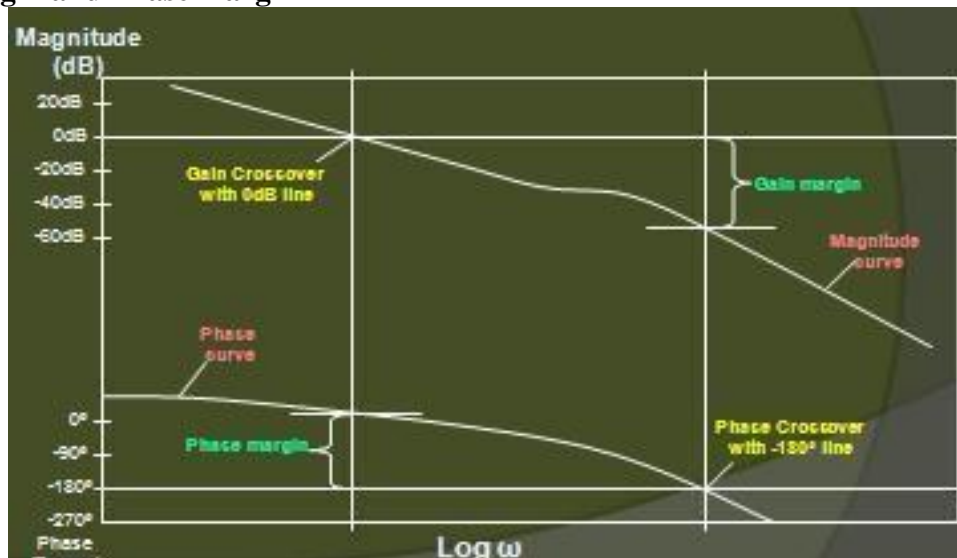 Magnitude
(dB)
20dB
0dB
-20dB
-40dB
-60dB
Gain Crossover
with 0dB line
Gain margin
Magnitude
curve
Phase
curve
0º
-90º
-180º
-270º
Phase margin
Phase Crossover
with -180º line
Phase
Log ω